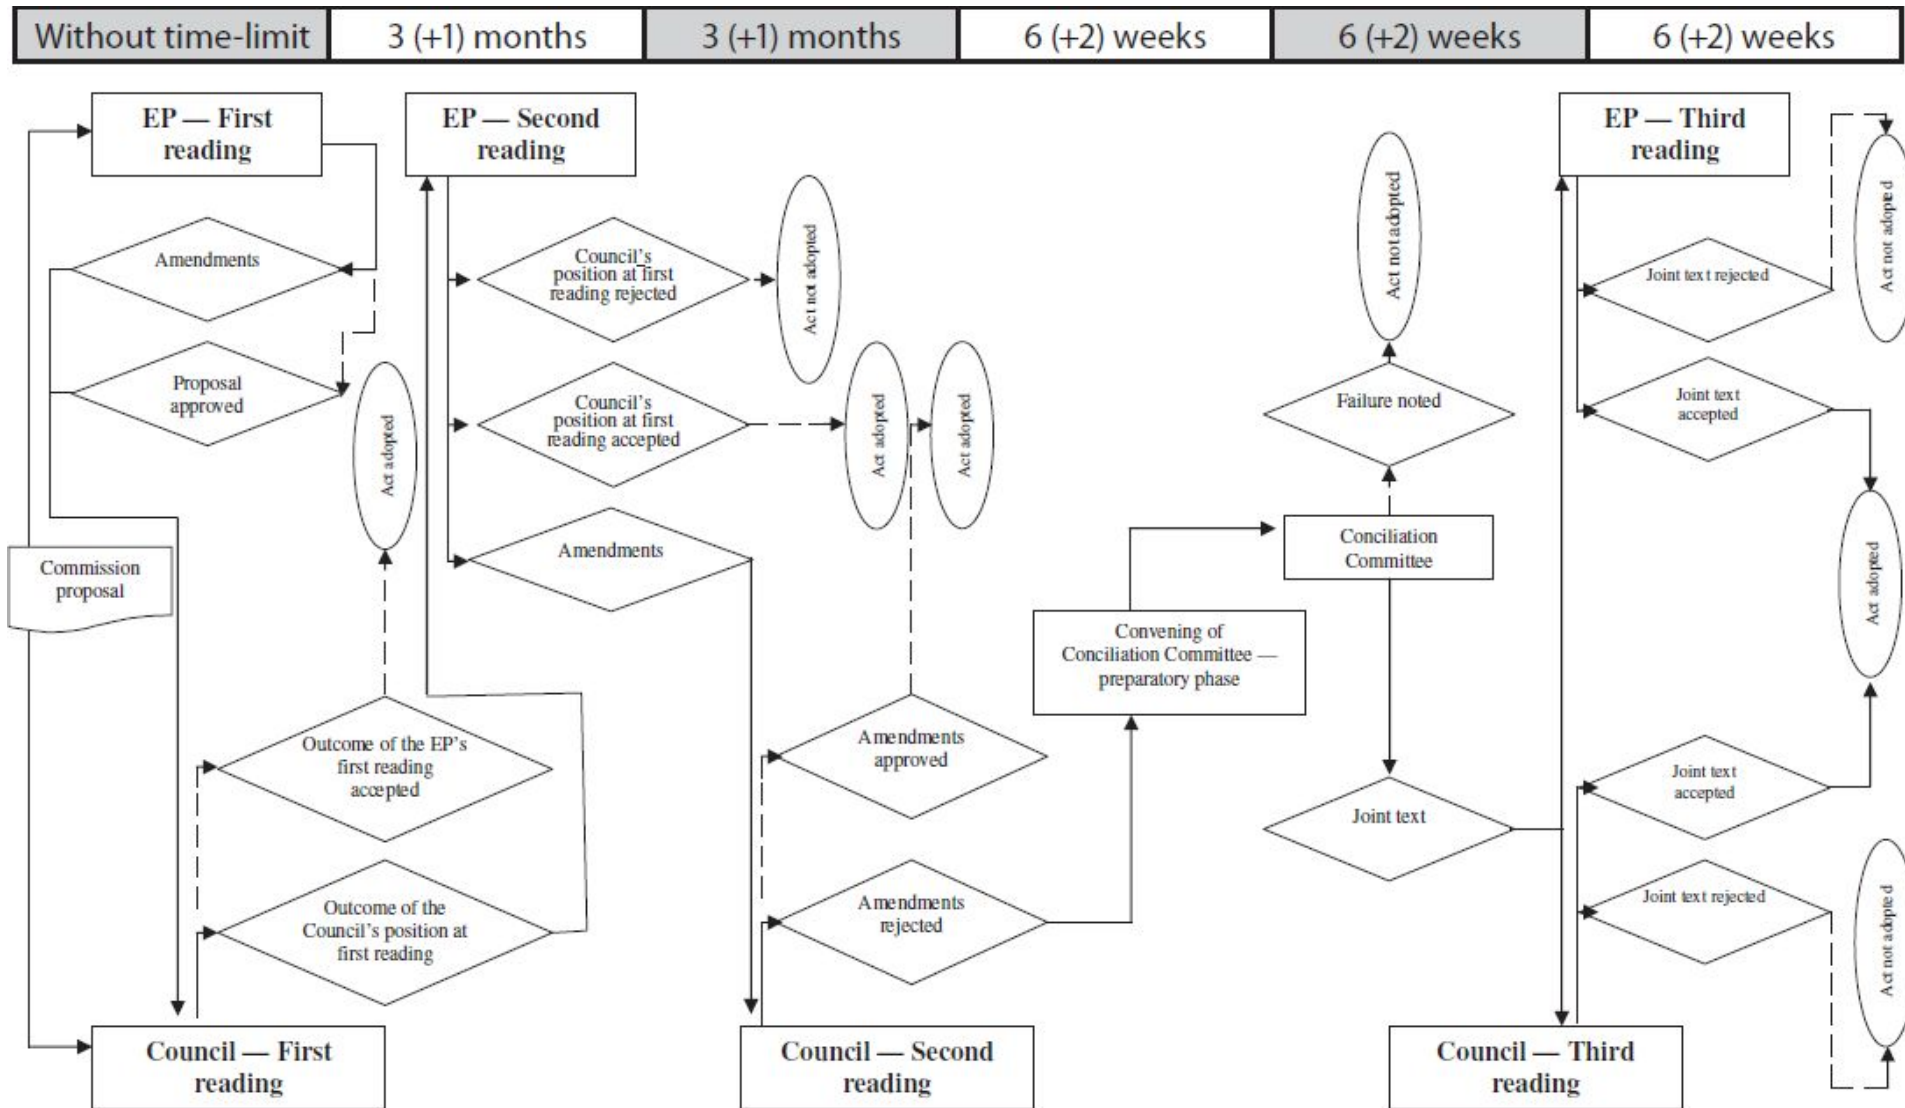 Without time-limit
3 (+1) months
3 (+1) months
6 (+2) weeks
6 (+2) weeks
6 (+2) weeks
EP — First
reading
Amendments
Proposal
approved
Act adopted
Commission
proposal
Outcome of the EP's
first reading
accepted
Outcome of the
Council's position at
first reading
Council — First
reading
EP — Second
reading
Council's
position at first
reading rejected
Act not adopted
Council's
position at first
reading accepted
Act adopted
Act adopted
Amendments
Amendments
approved
Amendments
rejected
Council — Second
reading
Convening of
Conciliation Committee —
preparatory phase
Act not adopted
Failure noted
Conciliation
Committee
Joint text
EP — Third
reading
Joint text rejected
Act not adopted
Joint text
accepted
Act adopted
Joint text
accepted
Joint text rejected
Act not adopted
Council — Third
reading